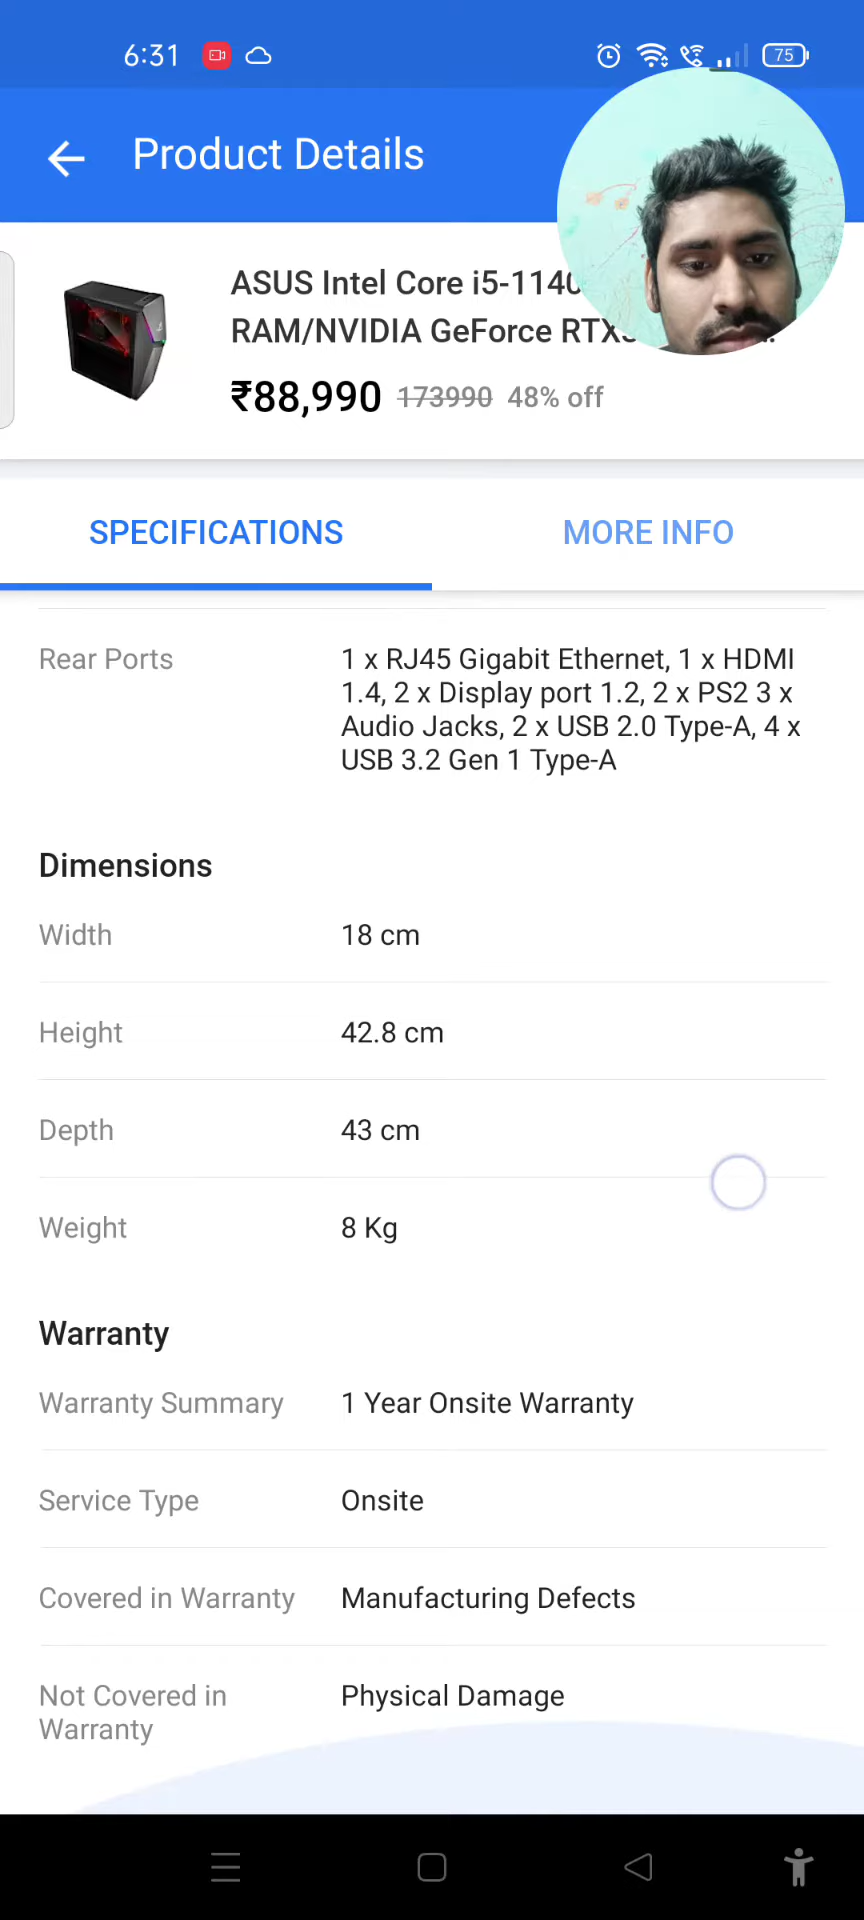 6:31
75
Product Details
ASUS Intel Core
RAM/NVIDIA GeForce
₹88,990 173990 48% off
SPECIFICATIONS MORE INFO
Rear Ports 1 x RJ45 Gigabit Ethernet, 1 x HDMI
1.4, 2 x Display port 1.2, 2 x PS2 3 x
Audio Jacks, 2 x USB 2.0 Type-A, 4 x
USB 3.2 Gen 1 Type-A
Dimensions
Width 18 cm
Height 42.8 cm
Depth 43 cm
Weight 8 Kg
Warranty
Warranty Summary 1 Year Onsite Warranty
Service Type Onsite
Covered in Warranty Manufacturing Defects
Not Covered in Physical Damage
Warranty